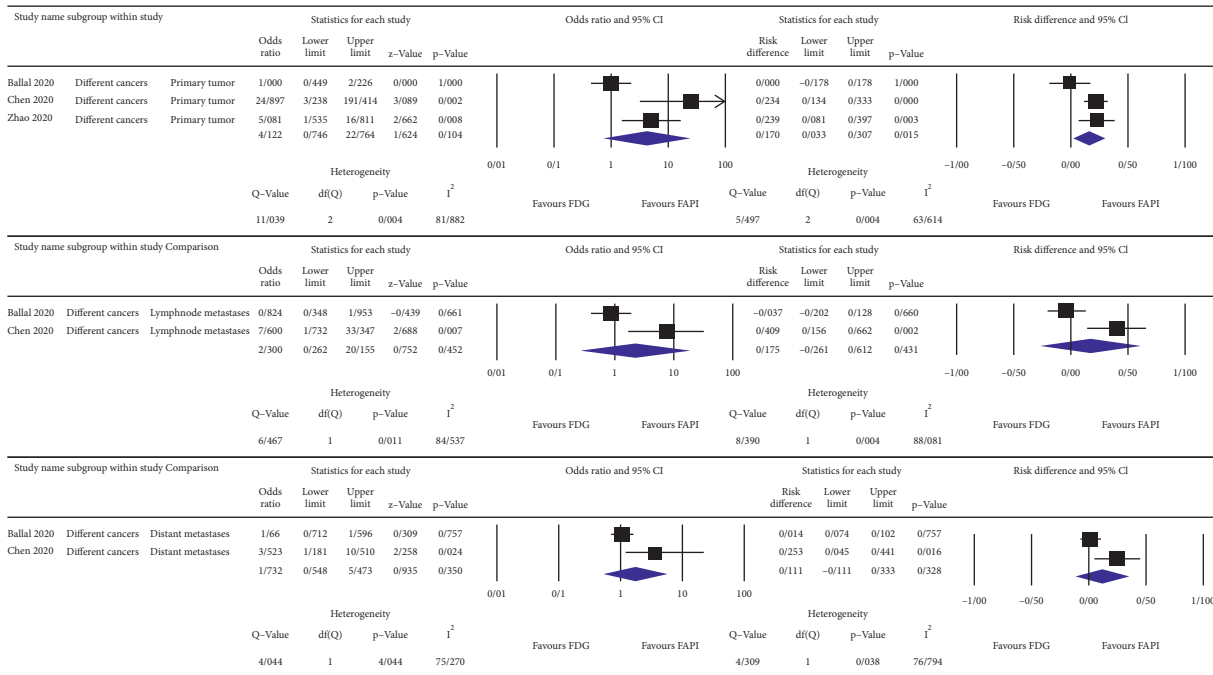 Study name subgroup within study Statistics for each study Odds ratio and 95% CI Statistics for each study Risk difference and 95% Cl
Odds ratio Lower limit Upper limit z–Value p–Value Risk difference Lower limit Upper limit p–Value
Ballal 2020 Different cancers Primary tumor 1/000 0/449 2/226 0/000 1/000 0/000 –0/178 0/178 1/000
Chen 2020 Different cancers Primary tumor 24/897 3/238 191/414 3/089 0/002 0/234 0/134 0/333 0/000
Zhao 2020 Different cancers Primary tumor 5/081 1/535 16/811 2/662 0/008 0/239 0/081 0/397 0/003
4/122 0/746 22/764 1/624 0/104 0/170 0/033 0/307 0/015
0/01 0/1 1 10 100 –1/00 –0/50 0/00 0/50 1/100
Heterogeneity Heterogeneity
Q–Value df(Q) p–Value I2 Favours FDG Favours FAPI Q–Value df(Q) p–Value I2 Favours FDG Favours FAPI
11/039 2 0/004 81/882 5/497 2 0/004 63/614
Study name subgroup within study Comparison Statistics for each study Odds ratio and 95% CI Statistics for each study Risk difference and 95% Cl
Odds ratio Lower limit Upper limit z–Value p–Value Risk difference Lower limit Upper limit p–Value
Ballal 2020 Different cancers Lymphnode metastases 0/824 0/348 1/953 –0/439 0/661 –0/037 –0/202 0/128 0/660
Chen 2020 Different cancers Lymphnode metastases 7/600 1/732 33/347 2/688 0/007 0/409 0/156 0/662 0/002
2/300 0/262 20/155 0/752 0/452 0/175 –0/261 0/612 0/431
0/01 0/1 1 10 100 –1/00 –0/50 0/00 0/50 1/100
Heterogeneity Heterogeneity
Q–Value df(Q) p–Value I2 Favours FDG Favours FAPI Q–Value df(Q) p–Value I2 Favours FDG Favours FAPI
6/467 1 0/011 84/537 8/390 1 0/004 88/081
Study name subgroup within study Comparison Statistics for each study Odds ratio and 95% CI Statistics for each study Risk difference and 95% Cl
Odds ratio Lower limit Upper limit z–Value p–Value Risk difference Lower limit Upper limit p–Value
Ballal 2020 Different cancers Distant metastases 1/66 0/712 1/596 0/309 0/757 0/014 0/074 0/102 0/757
Chen 2020 Different cancers Distant metastases 3/523 1/181 10/510 2/258 0/024 0/253 0/045 0/441 0/016
1/732 0/548 5/473 0/935 0/350 0/111 –0/111 0/333 0/328
0/01 0/1 1 10 100 –1/00 –0/50 0/00 0/50 1/100
Heterogeneity Heterogeneity
Q–Value df(Q) p–Value I2 Favours FDG Favours FAPI Q–Value df(Q) p–Value I2 Favours FDG Favours FAPI
4/044 1 4/044 75/270 4/309 1 0/038 76/794